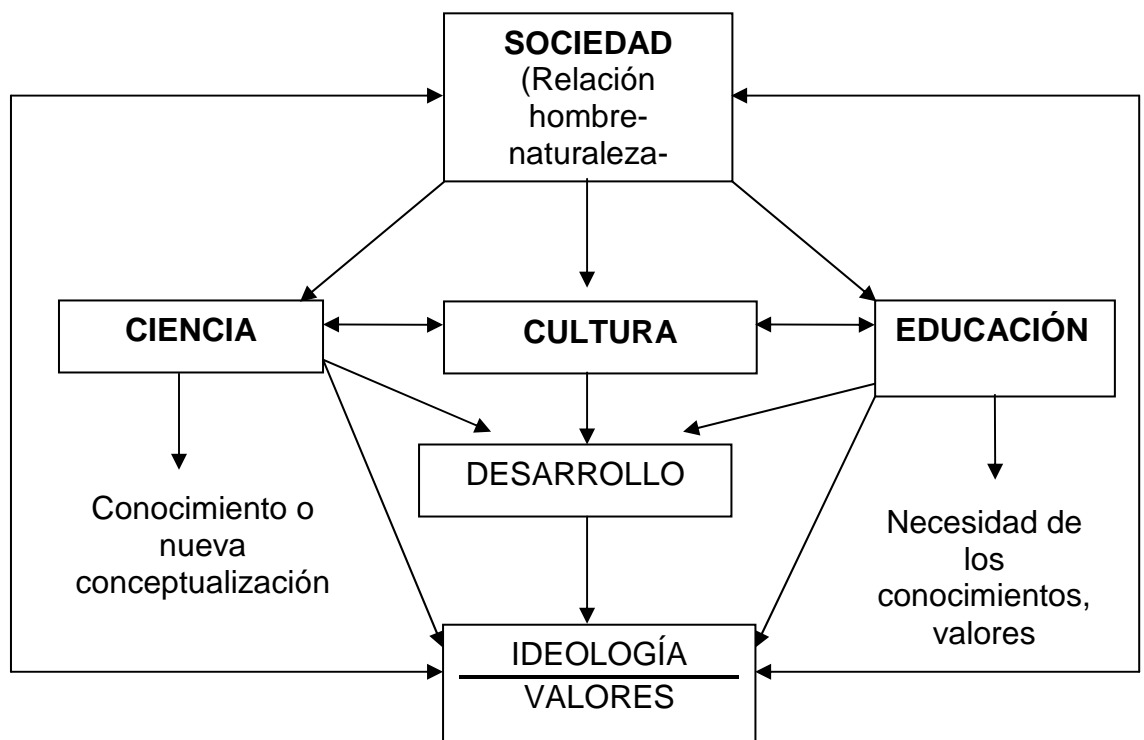 SOCIEDAD
(Relación
hombre-
naturaleza-
CIENCIA
CULTURA
EDUCACIÓN
DESARROLLO
Conocimiento o
nueva
conceptualización
Necesidad de
los
conocimientos,
valores
IDEOLOGÍA
VALORES